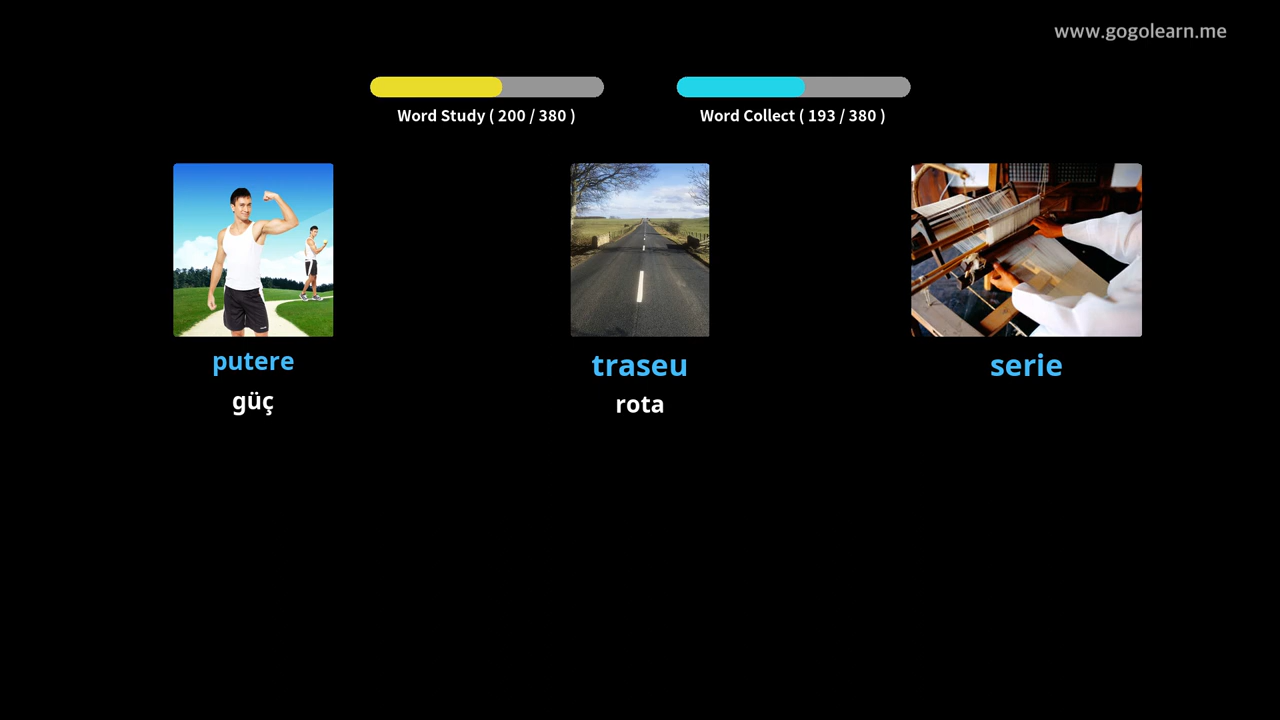 www.gogolearn.me
Word Study ( 200 / 380 )
Word Collect ( 193 / 380 )
putere
traseu
serie
güç
rota